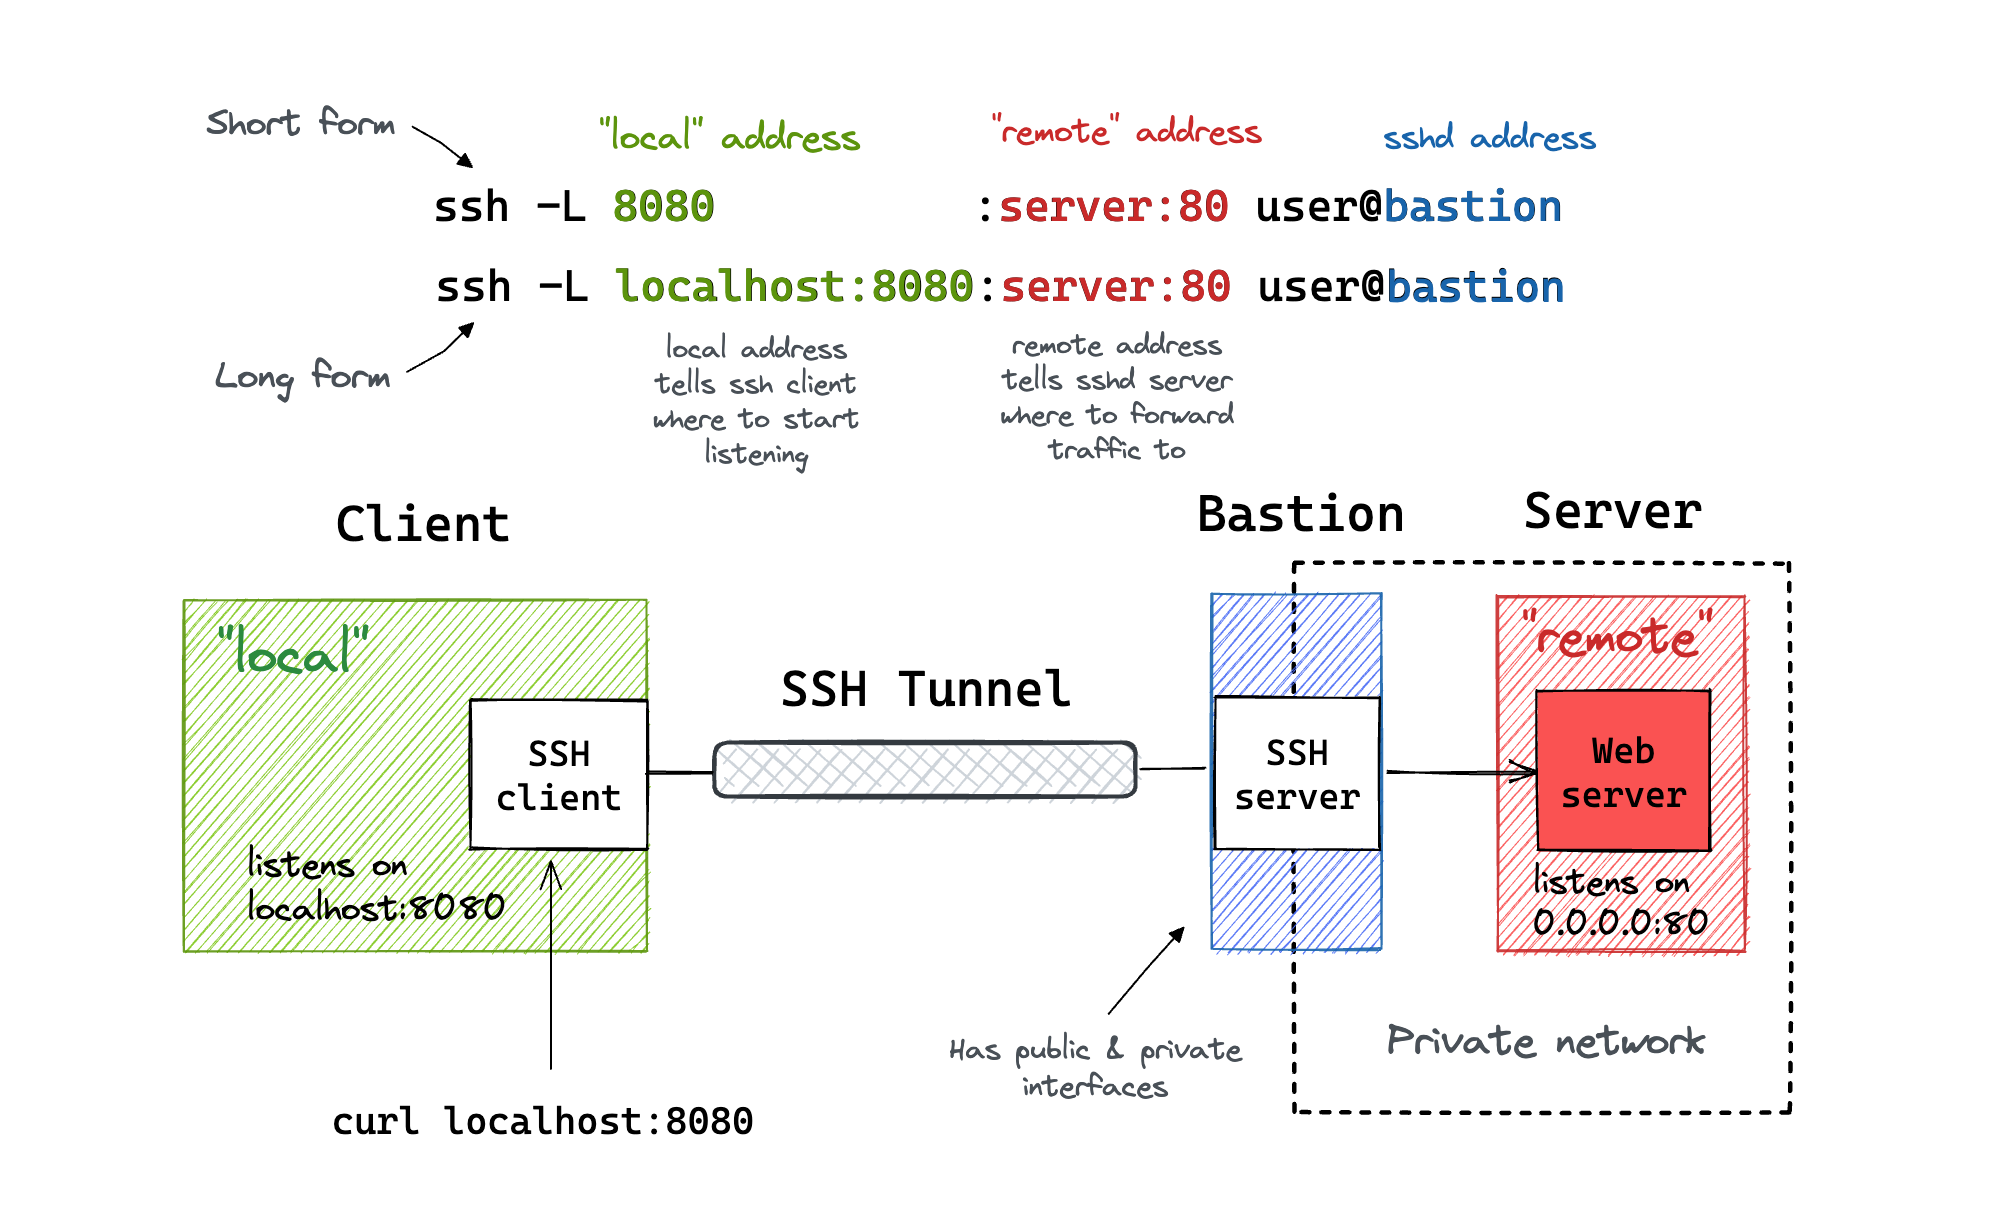 Short form
"local" address
"remote" address
sshd address
ssh -L 8080 :server:80 user@bastion
ssh -L localhost:8080:server:80 user@bastion
Long form
local address
tells ssh client
where to start
listening
remote address
tells sshd server
where to forward
traffic to
Client
Bastion
Server
"local"
SSH
client
listens on
localhost:8080
SSH Tunnel
SSH
server
"remote"
Web
server
listens on
0.0.0.0:80
Has public & private
interfaces
Private network
curl localhost:8080